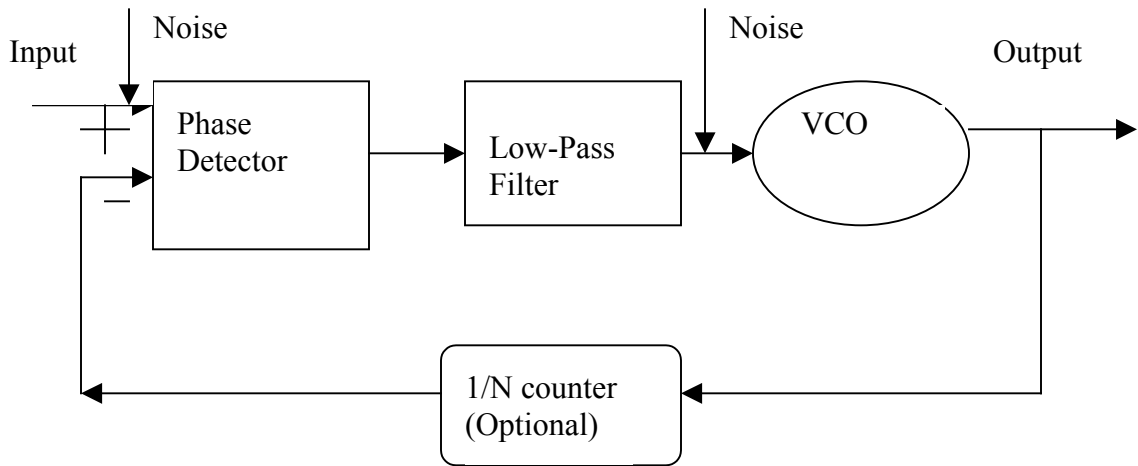 Noise
Noise
Input
Output
Phase
Detector
Low-Pass
Filter
VCO
+
−
1/N counter
(Optional)